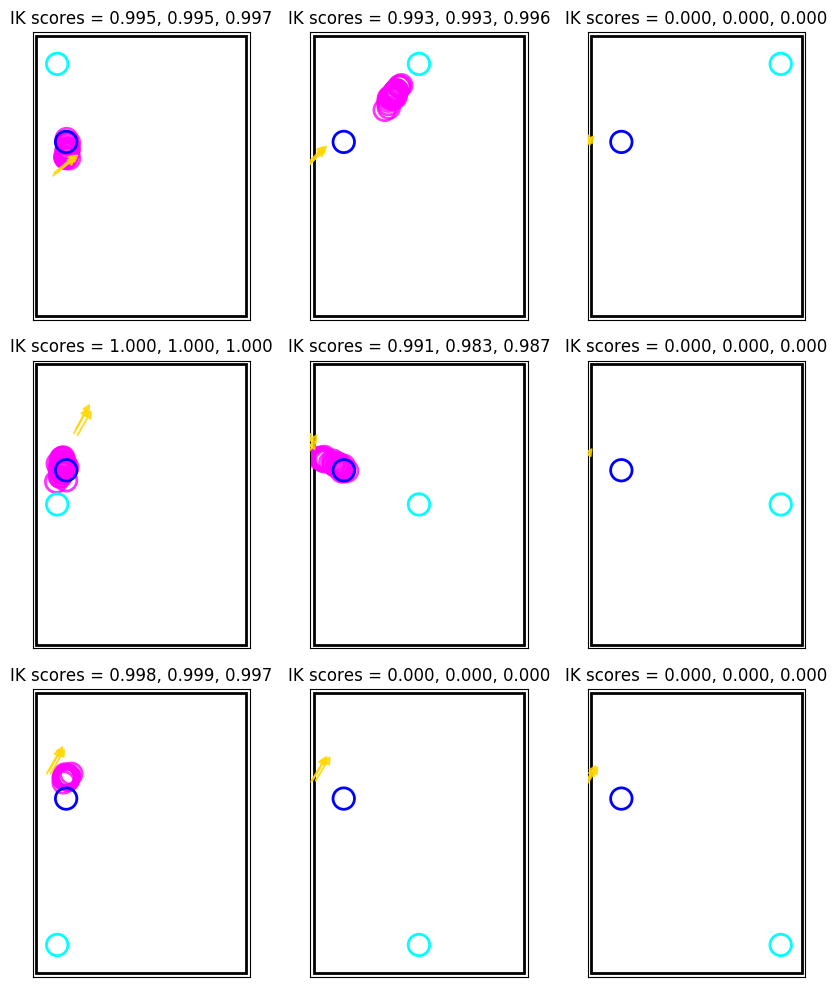 IK scores = 0.995, 0.995, 0.997
IK scores = 0.993, 0.993, 0.996
IK scores = 0.000, 0.000, 0.000
IK scores = 1.000, 1.000, 1.000
IK scores = 0.991, 0.983, 0.987
IK scores = 0.000, 0.000, 0.000
IK scores = 0.998, 0.999, 0.997
IK scores = 0.000, 0.000, 0.000
IK scores = 0.000, 0.000, 0.000